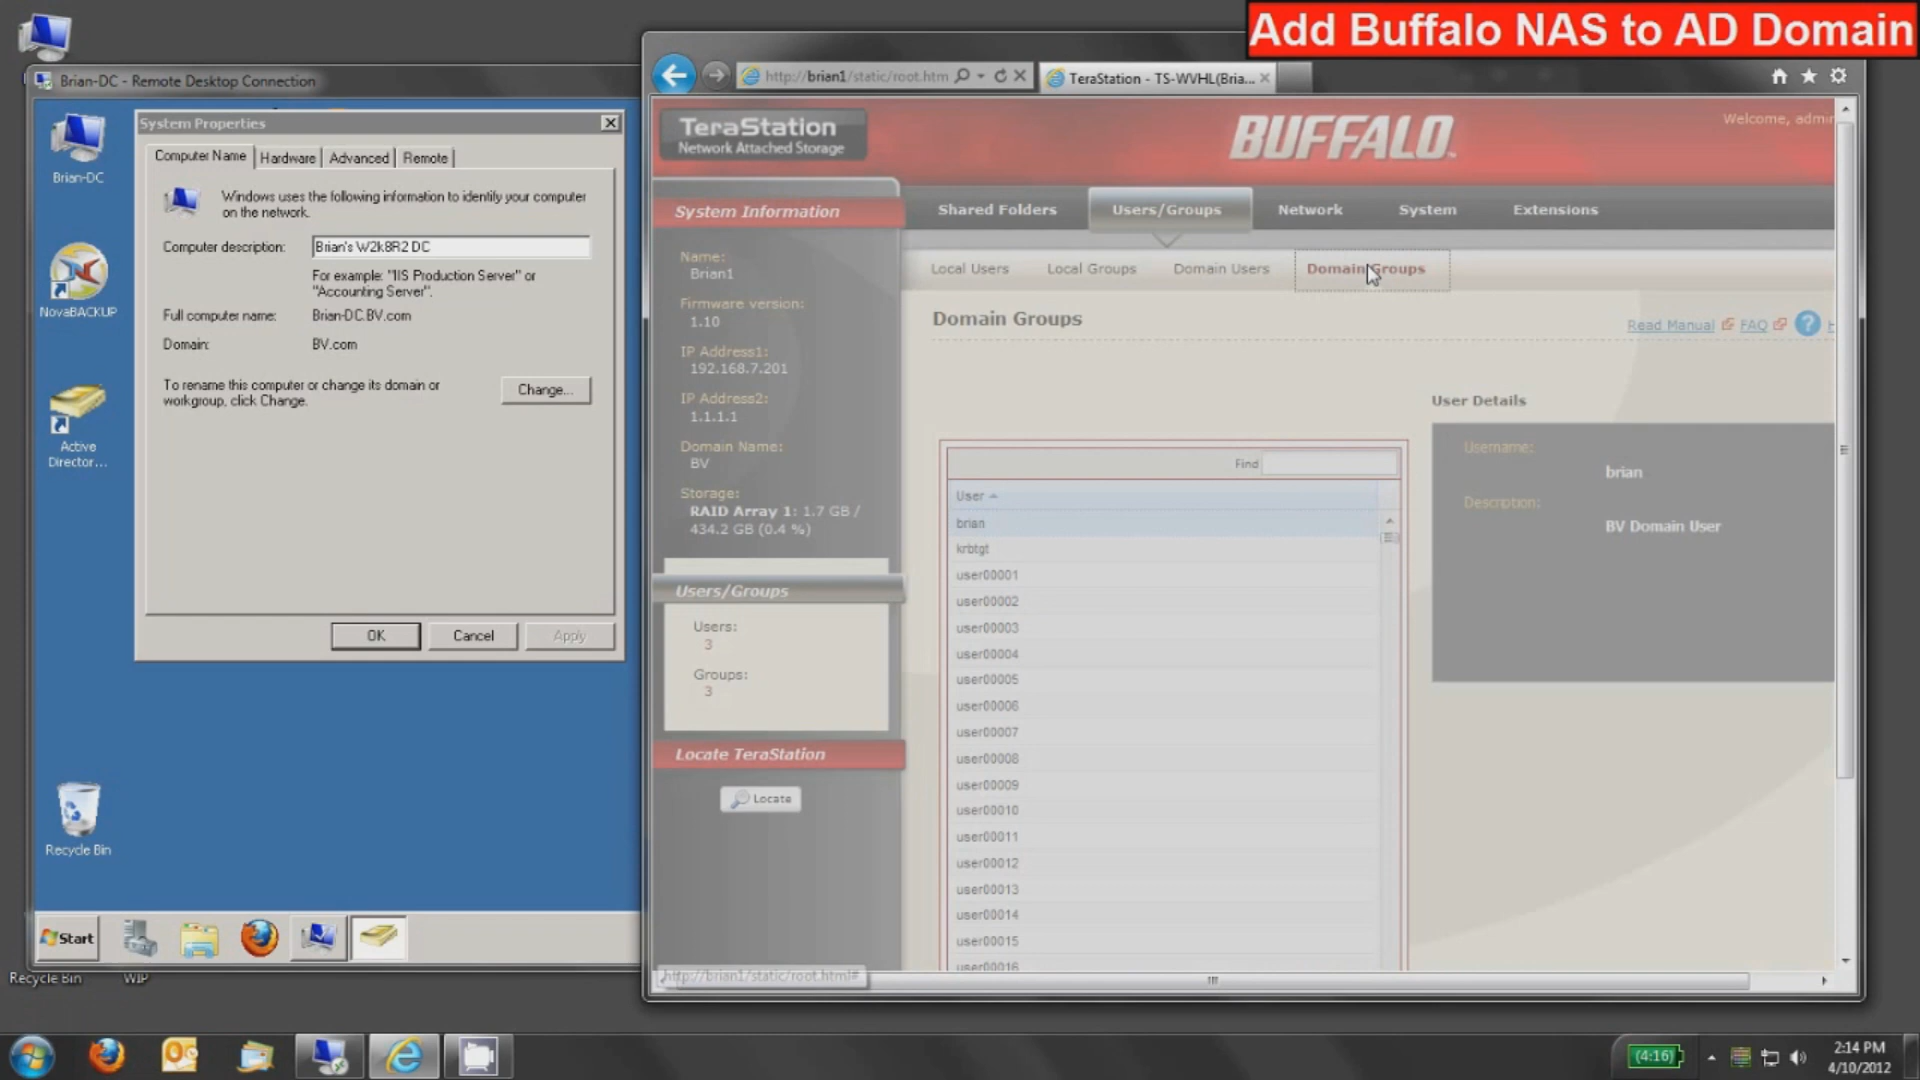 Add Buffalo NAS to AD Domain
Brian-DC - Remote Desktop Connection
Brian-DC
NovaBACKUP
Active
Director...
Recycle Bin
System Properties
Computer Name
Hardware
Advanced
Remote
Windows uses the following information to identify your computer
on the network.
Computer description:
Brian's W2k8R2 DC
For example: "IIS Production Server" or
"Accounting Server".
Full computer name:
Brian-DC.BV.com
Domain:
BV.com
To rename this computer or change its domain or
workgroup, click Change.
Change...
OK
Cancel
Apply
Start
Recycle Bin
WIP
http://brian1/static/root.htm
TeraStation - TS-WVHL(Bria...
TeraStation
Network Attached Storage
BUFFALO
Welcome, admin
System Information
Name:
Brian1
Firmware version:
1.10
IP Address1:
192.168.7.201
IP Address2:
1.1.1.1
Domain Name:
BV
Storage:
RAID Array 1: 1.7 GB /
434.2 GB (0.4 %)
Users/Groups
Users:
3
Groups:
3
Locate TeraStation
Locate
http://brian1/static/root.html#
Shared Folders
Users/Groups
Network
System
Extensions
Local Users
Local Groups
Domain Users
Domain Groups
Domain Groups
Read Manual
FAQ
?
Find
User
brian
krbtgt
user00001
user00002
user00003
user00004
user00005
user00006
user00007
user00008
user00009
user00010
user00011
user00012
user00013
user00014
user00015
user00016
User Details
Username:
brian
Description:
BV Domain User
(4:16)
2:14 PM
4/10/2012